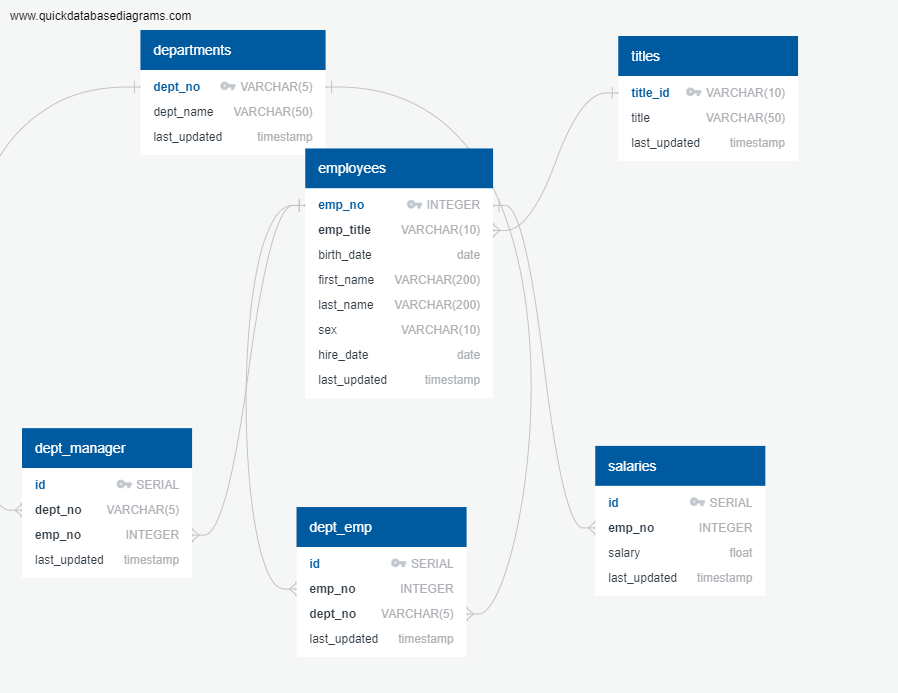 www.quickdatabasediagrams.com
departments
dept_no VARCHAR(5)
dept_name VARCHAR(50)
last_updated timestamp
titles
title_id VARCHAR(10)
title VARCHAR(50)
last_updated timestamp
employees
emp_no INTEGER
emp_title VARCHAR(10)
birth_date date
first_name VARCHAR(200)
last_name VARCHAR(200)
sex VARCHAR(10)
hire_date date
last_updated timestamp
dept_manager
id SERIAL
dept_no VARCHAR(5)
emp_no INTEGER
last_updated timestamp
dept_emp
id SERIAL
emp_no INTEGER
dept_no VARCHAR(5)
last_updated timestamp
salaries
id SERIAL
emp_no INTEGER
salary float
last_updated timestamp